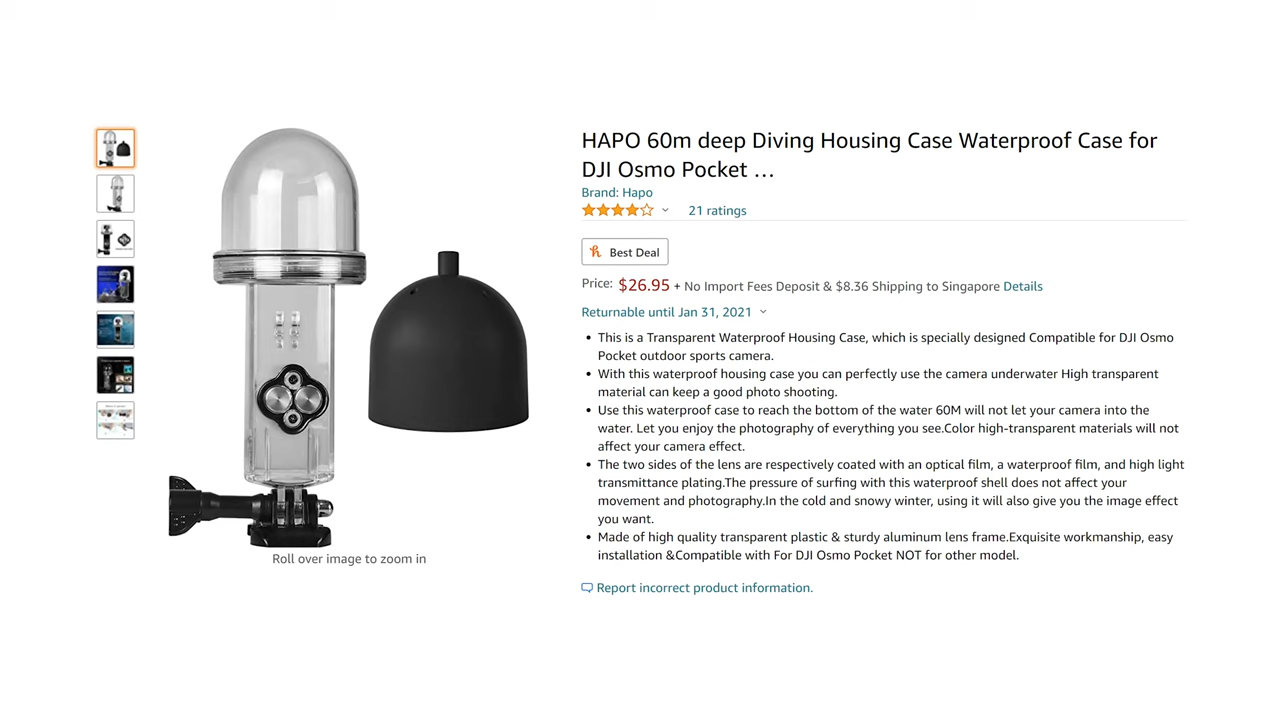 HAPO 60m deep Diving Housing Case Waterproof Case for
DJI Osmo Pocket …
Brand: Hapo
21 ratings
Best Deal
Price: $26.95 + No Import Fees Deposit & $8.36 Shipping to Singapore Details
Returnable until Jan 31, 2021
• This is a Transparent Waterproof Housing Case, which is specially designed Compatible for DJI Osmo
Pocket outdoor sports camera.
• With this waterproof housing case you can perfectly use the camera underwater High transparent
material can keep a good photo shooting.
• Use this waterproof case to reach the bottom of the water 60M will not let your camera into the
water. Let you enjoy the photography of everything you see.Color high-transparent materials will not
affect your camera effect.
• The two sides of the lens are respectively coated with an optical film, a waterproof film, and high light
transmittance plating.The pressure of surfing with this waterproof shell does not affect your
movement and photography.In the cold and snowy winter, using it will also give you the image effect
you want.
• Made of high quality transparent plastic & sturdy aluminum lens frame.Exquisite workmanship, easy
installation &Compatible with For DJI Osmo Pocket NOT for other model.
Roll over image to zoom in
Report incorrect product information.